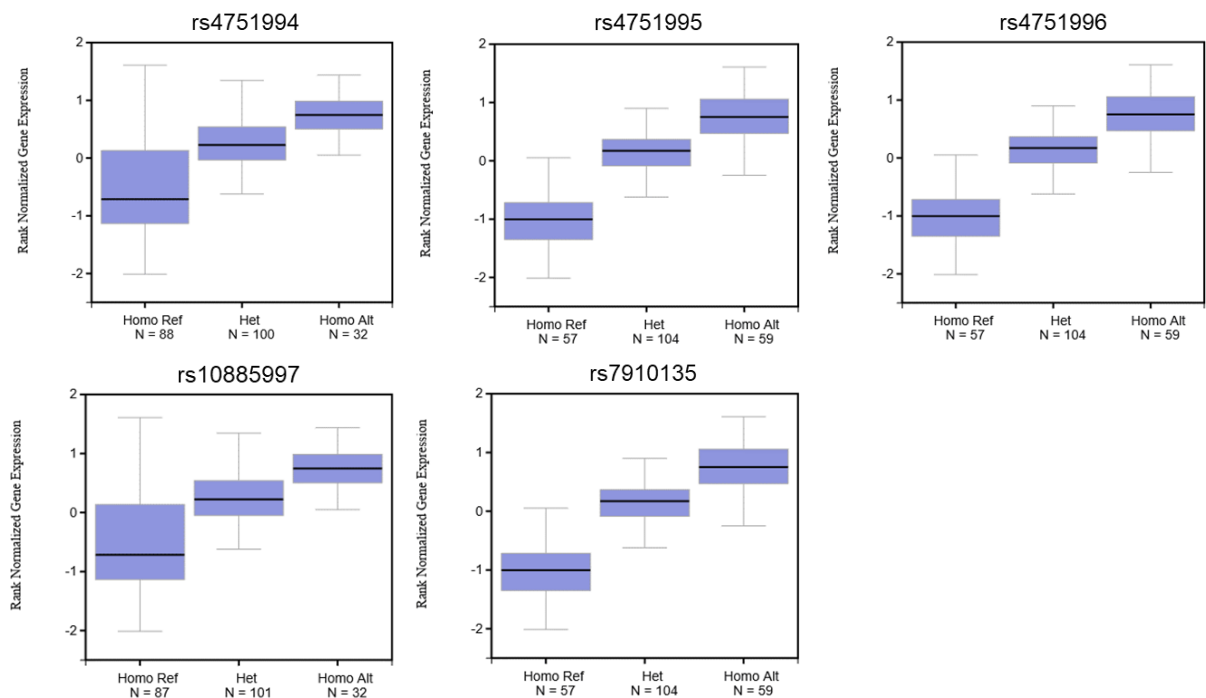 rs4751994
Rank Normalized Gene Expression
2
1
0
-1
-2
Homo Ref
N = 88
Het
N = 100
Homo Alt
N = 32
rs4751995
Rank Normalized Gene Expression
2
1
0
-1
-2
Homo Ref
N = 57
Het
N = 104
Homo Alt
N = 59
rs4751996
Rank Normalized Gene Expression
2
1
0
-1
-2
Homo Ref
N = 57
Het
N = 104
Homo Alt
N = 59
rs10885997
Rank Normalized Gene Expression
2
1
0
-1
-2
Homo Ref
N = 87
Het
N = 101
Homo Alt
N = 32
rs7910135
Rank Normalized Gene Expression
2
1
0
-1
-2
Homo Ref
N = 57
Het
N = 104
Homo Alt
N = 59